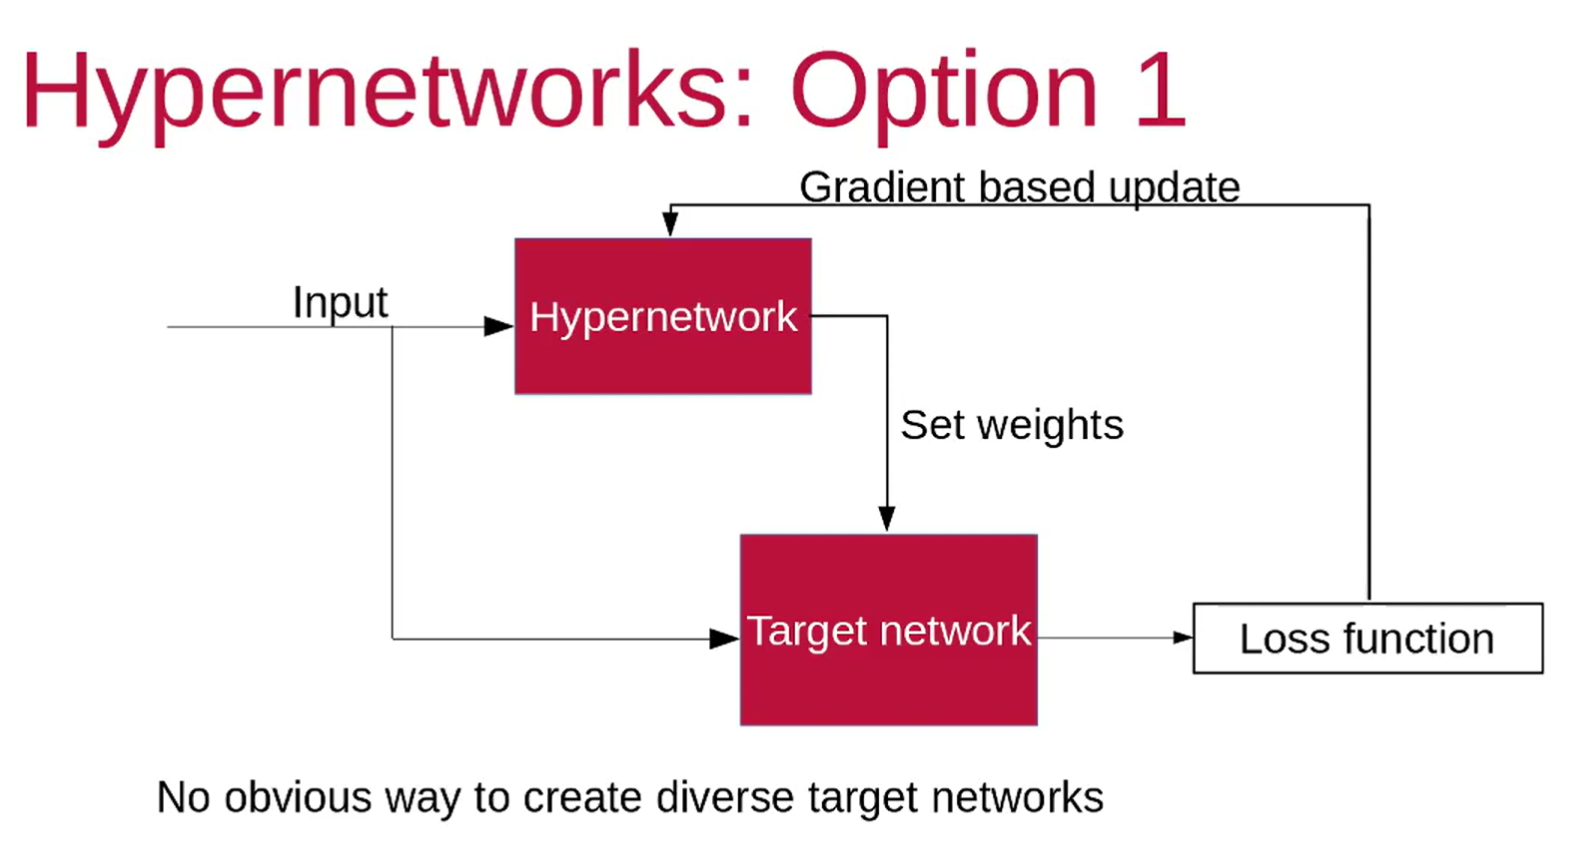 Hypernetworks: Option 1
Gradient based update
Input
Hypernetwork
Set weights
Target network
Loss function
No obvious way to create diverse target networks